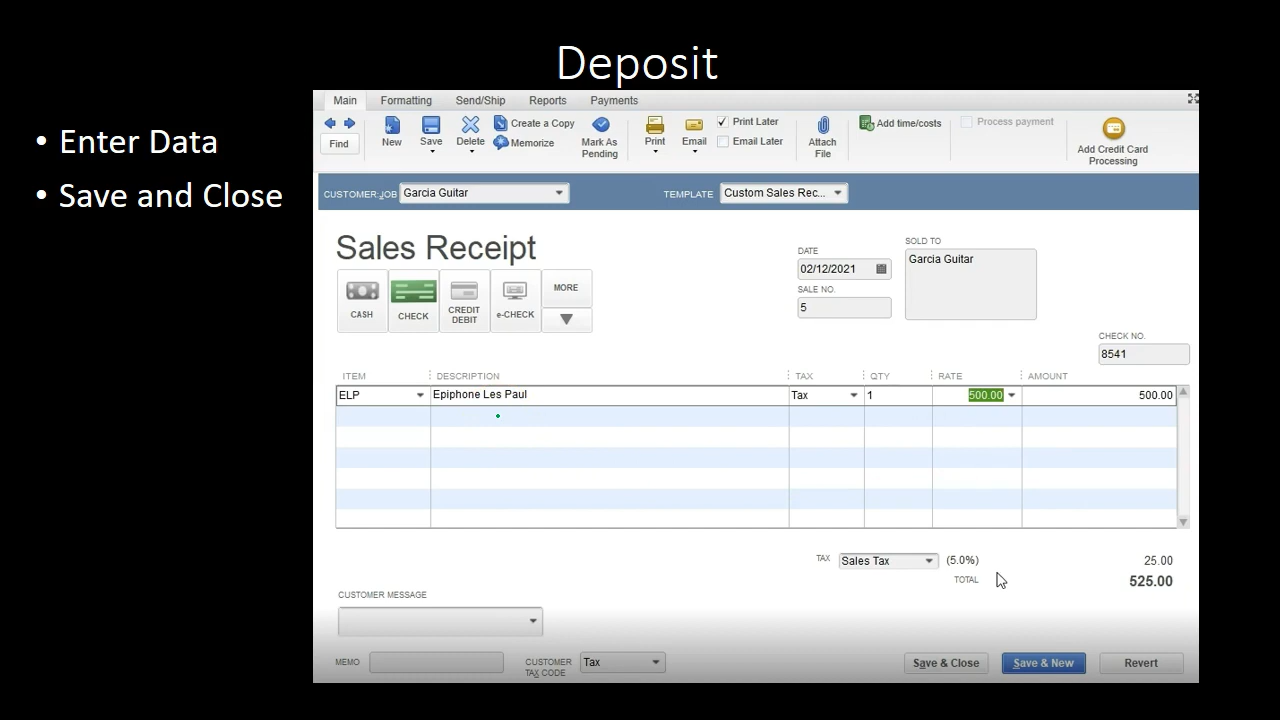 Deposit
• Enter Data
• Save and Close
Main Formatting Send/Ship Reports Payments
Find New Save Delete Create a Copy Memorize Mark As Pending Print Email Print Later Email Later Attach File Add time/costs Process payment Add Credit Card Processing
CUSTOMER:JOB Garcia Guitar TEMPLATE Custom Sales Rec...
Sales Receipt
DATE
02/12/2021
SALE NO.
5
SOLD TO
Garcia Guitar
CASH CHECK CREDIT DEBIT e-CHECK MORE
CHECK NO.
8541
ITEM DESCRIPTION TAX QTY RATE AMOUNT
ELP Epiphone Les Paul Tax 1 500.00 500.00
TAX Sales Tax (5.0%) 25.00
TOTAL 525.00
CUSTOMER MESSAGE
MEMO CUSTOMER TAX CODE Tax Save & Close Save & New Revert